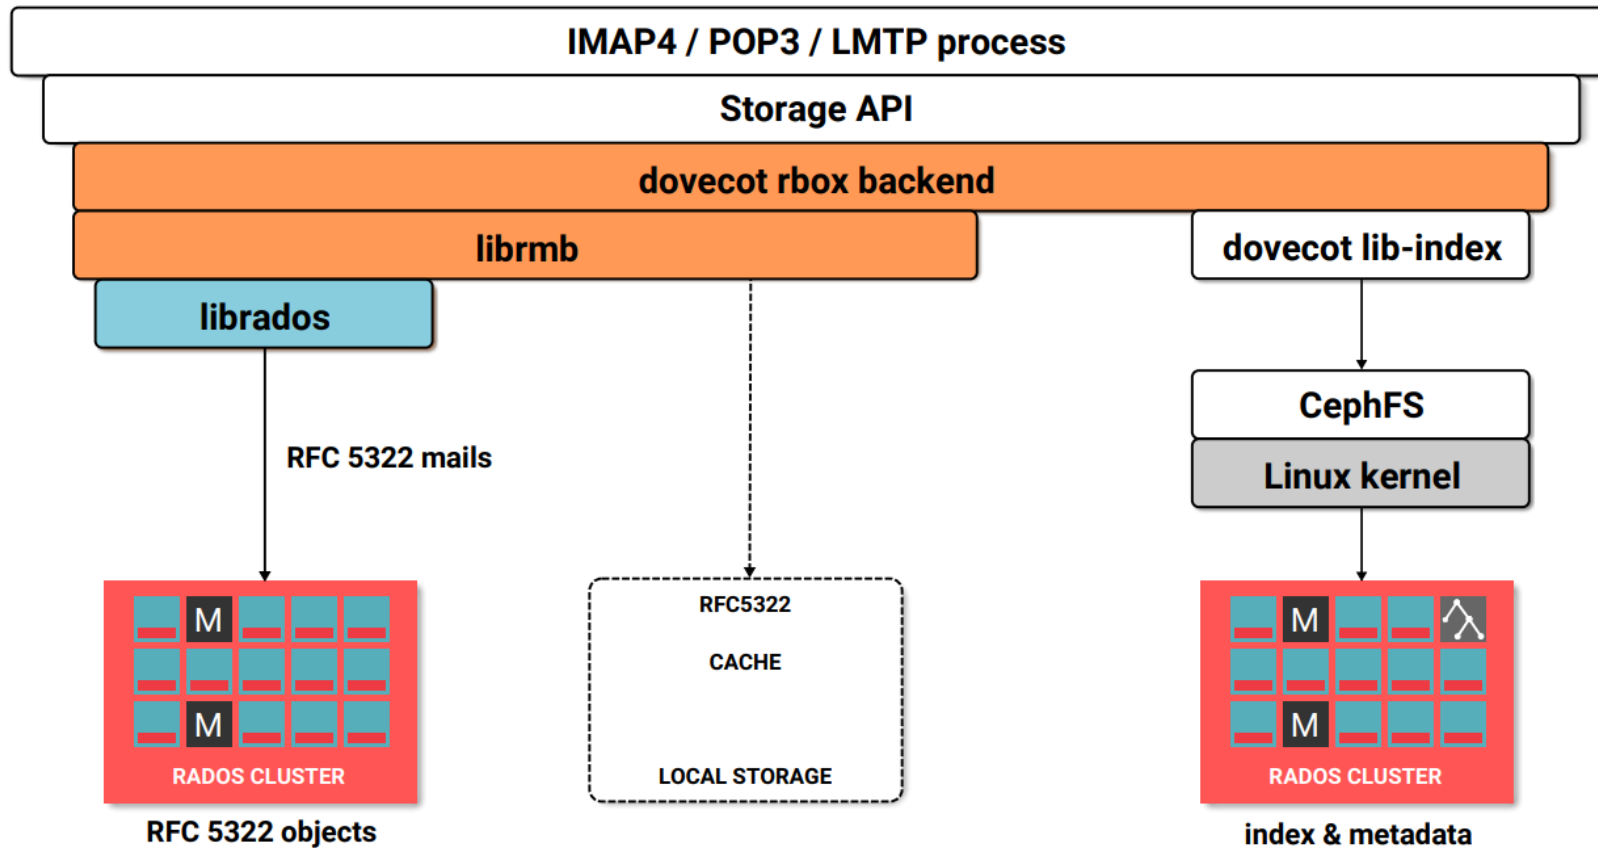 IMAP4 / POP3 / LMTP process
Storage API
dovecot rbox backend
librmb
dovecot lib-index
librados
CephFS
RFC 5322 mails
Linux kernel
M
M
RADOS CLUSTER
RFC 5322 objects
RFC5322
CACHE
LOCAL STORAGE
M
M
RADOS CLUSTER
index & metadata